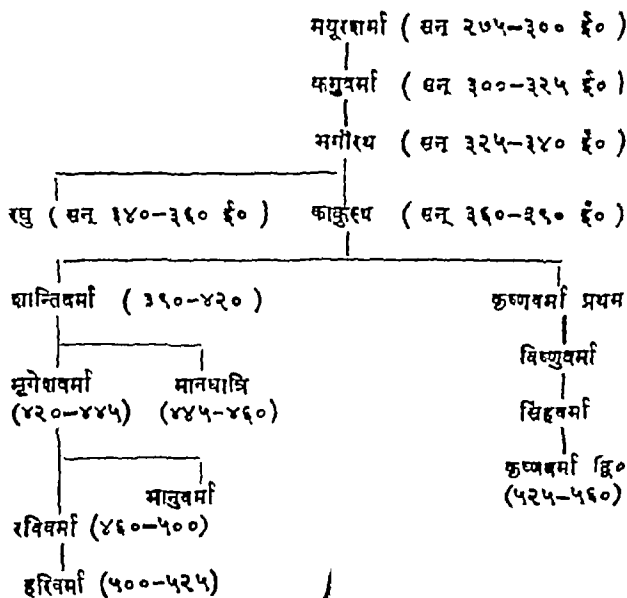 मयूरशर्मा ( सन् २७५–३०० ई० )
कगुवर्मा ( सन् ३००–३२५ ई० )
भगीरथ ( सन् ३२५–३४० ई० )
रघु ( सन् ३४०–३६० ई० ) काकुस्थ ( सन् ३६०–३९० ई० )
शान्तिवर्मा ( ३९०–४२० ) कृष्णवर्मा प्रथम
विष्णुवर्मा
मृगेशवर्मा मानधात्रि
(४२०–४४५) (४४५–४६०) सिंहवर्मा
कृष्णवर्मा द्वि०
भानुवर्मा (५२५–५६०)
रविवर्मा (४६०–५००)
हरिवर्मा (५००–५२५)